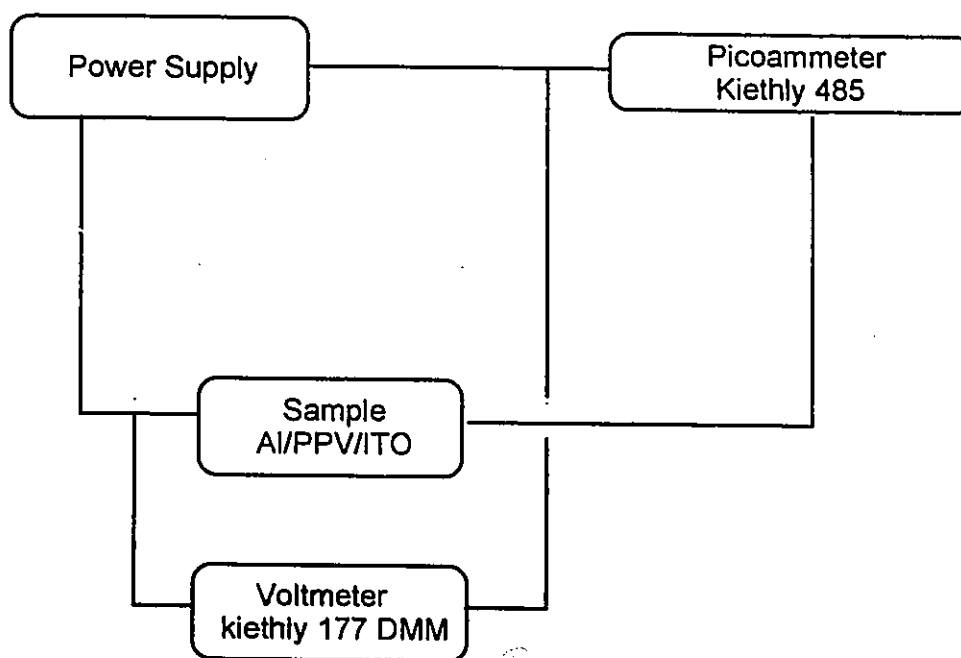 Power Supply
Picoammeter
Kiethly 485
Sample
Al/PPV/ITO
Voltmeter
kiethly 177 DMM